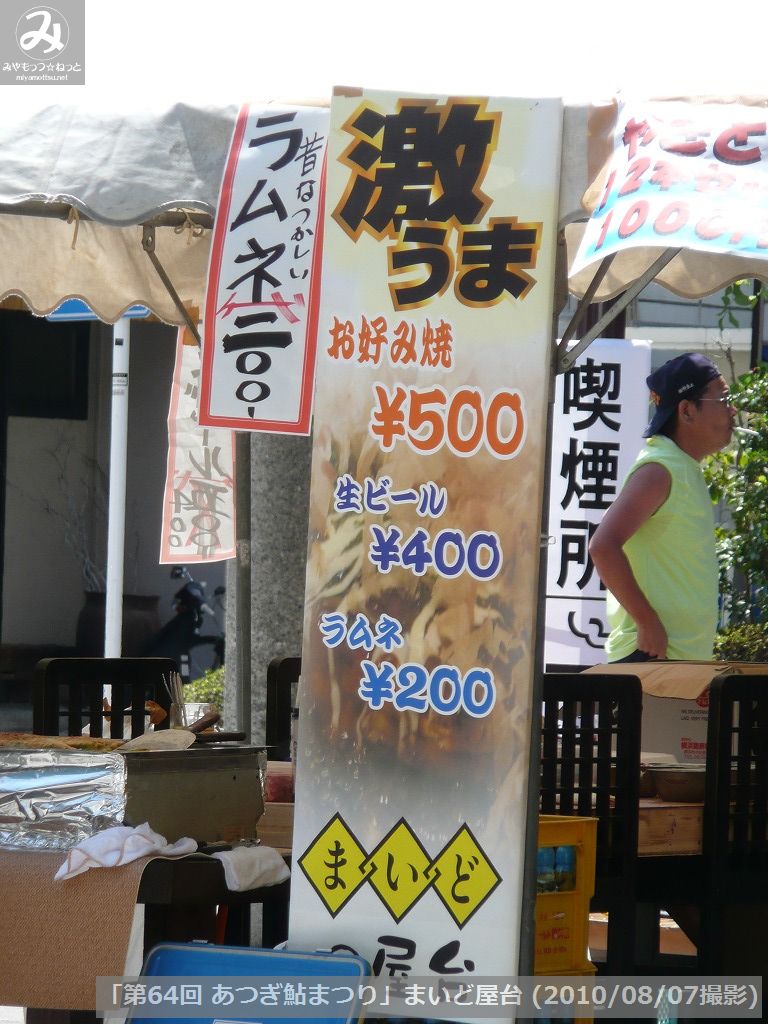 み
みやもっつ☆ねっと
miyamottsu.net
昔なつかしい
ラムネ
二〇〇-
激
うま
お好み焼
¥500
生ビール
¥400
ラムネ
¥200
まいど
屋台
喫煙所
「第64回 あつぎ鮎まつり」まいど屋台 (2010/08/07撮影)